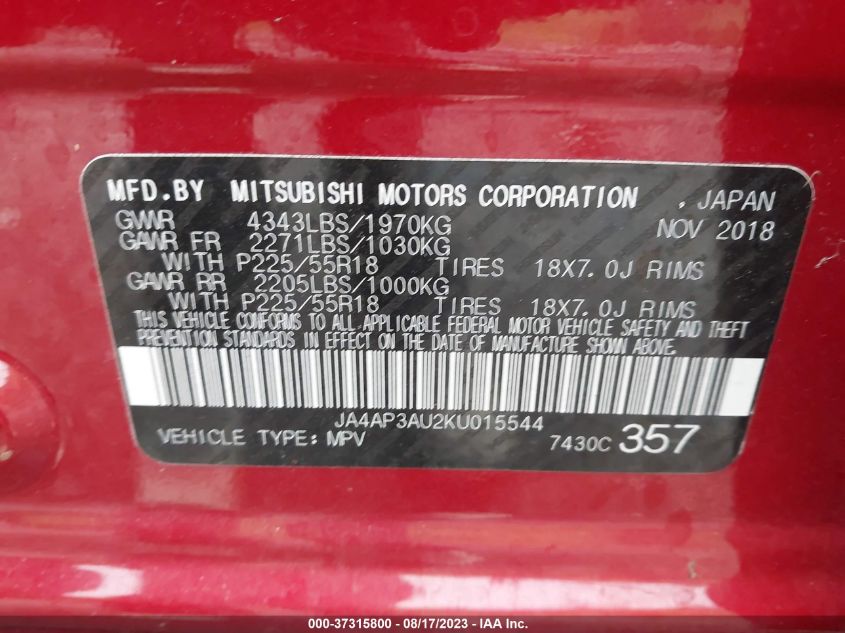 MFD.BY MITSUBISHI MOTORS CORPORATION , JAPAN
GVWR 4343LBS/1970KG NOV 2018
GAWR FR 2271LBS/1030KG
WITH P225/55R18 TIRES 18X7.0J RIMS
GAWR RR 2205LBS/1000KG
WITH P225/55R18 TIRES 18X7.0J RIMS
THIS VEHICLE CONFORMS TO ALL APPLICABLE FEDERAL MOTOR VEHICLE SAFETY AND THEFT
PREVENTION STANDARDS IN EFFECT ON THE DATE OF MANUFACTURE SHOWN ABOVE.
JA4AP3AU2KU015544
VEHICLE TYPE:MPV 7430C 357
000-37315800 - 08/17/2023 - IAA Inc.